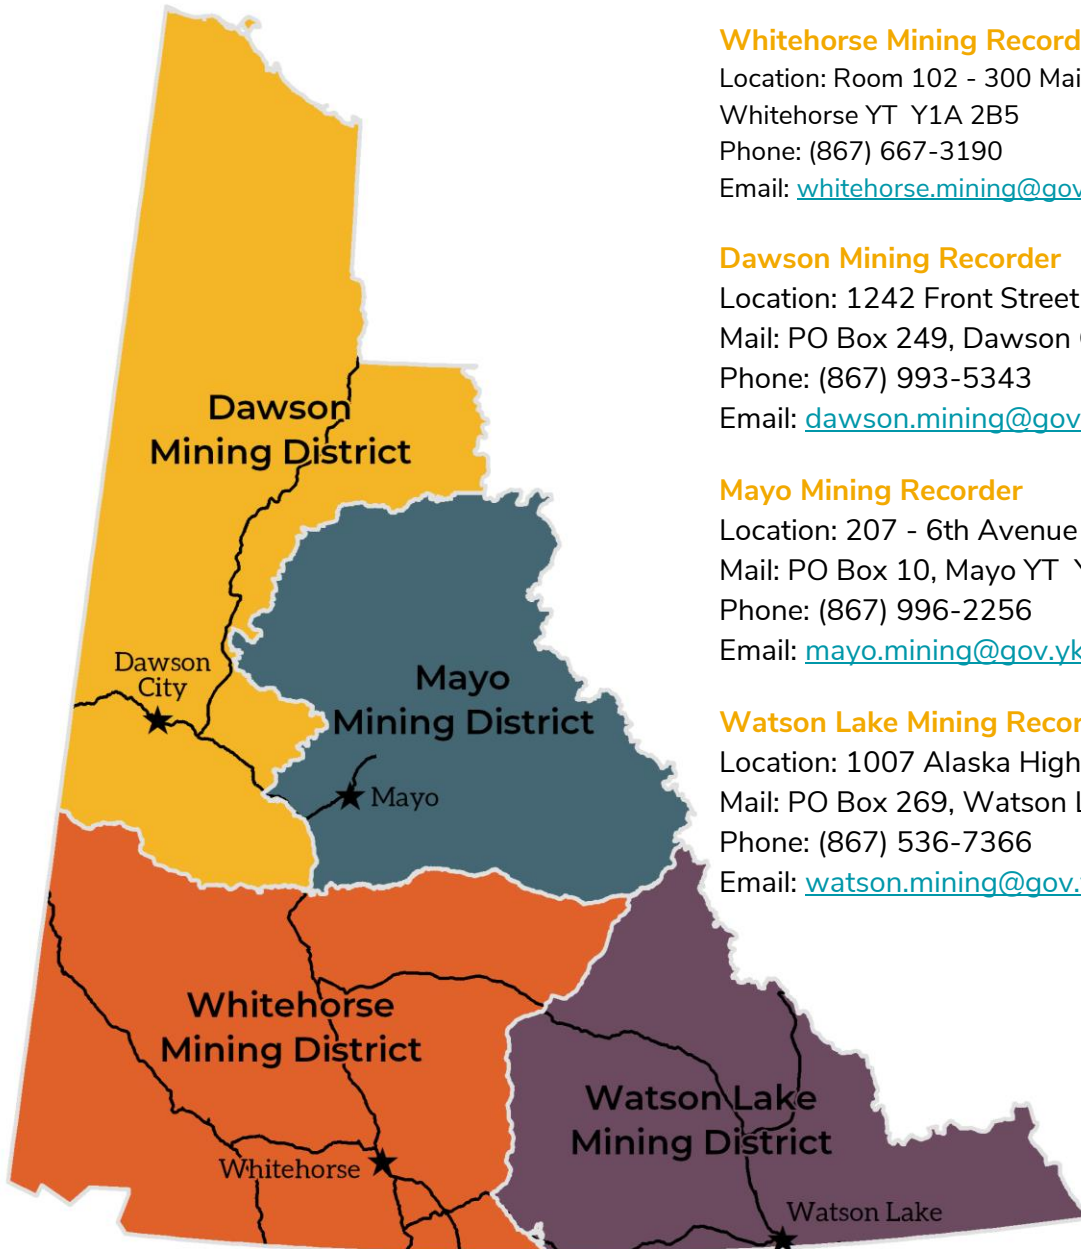 Whitehorse Mining Record
Location: Room 102 - 300 Mai
Whitehorse YT Y1A 2B5
Phone: (867) 667-3190
Email: whitehorse.mining@gov
Dawson Mining Recorder
Location: 1242 Front Street
Mail: PO Box 249, Dawson
Phone: (867) 993-5343
Email: dawson.mining@gov
Mayo Mining Recorder
Location: 207 - 6th Avenue
Mail: PO Box 10, Mayo YT Y
Phone: (867) 996-2256
Email: mayo.mining@gov.yk
Watson Lake Mining Recor
Location: 1007 Alaska High
Mail: PO Box 269, Watson L
Phone: (867) 536-7366
Email: watson.mining@gov.
Dawson
Mining District
Dawson
City
Mayo
Mining District
Mayo
Whitehorse
Mining District
Whitehorse
Watson Lake
Mining District
Watson Lake